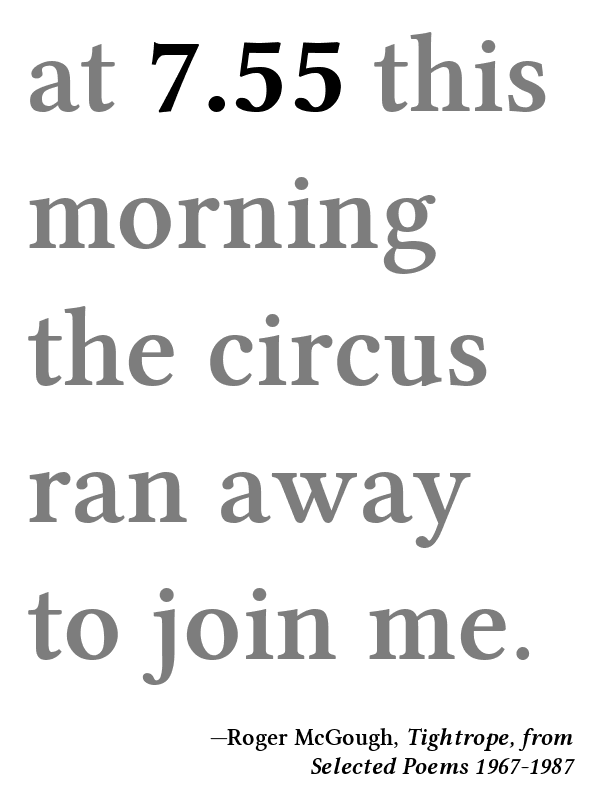 at 7.55 this
morning
the circus
ran away
to join me.
—Roger McGough, Tightrope, from
Selected Poems 1967-1987